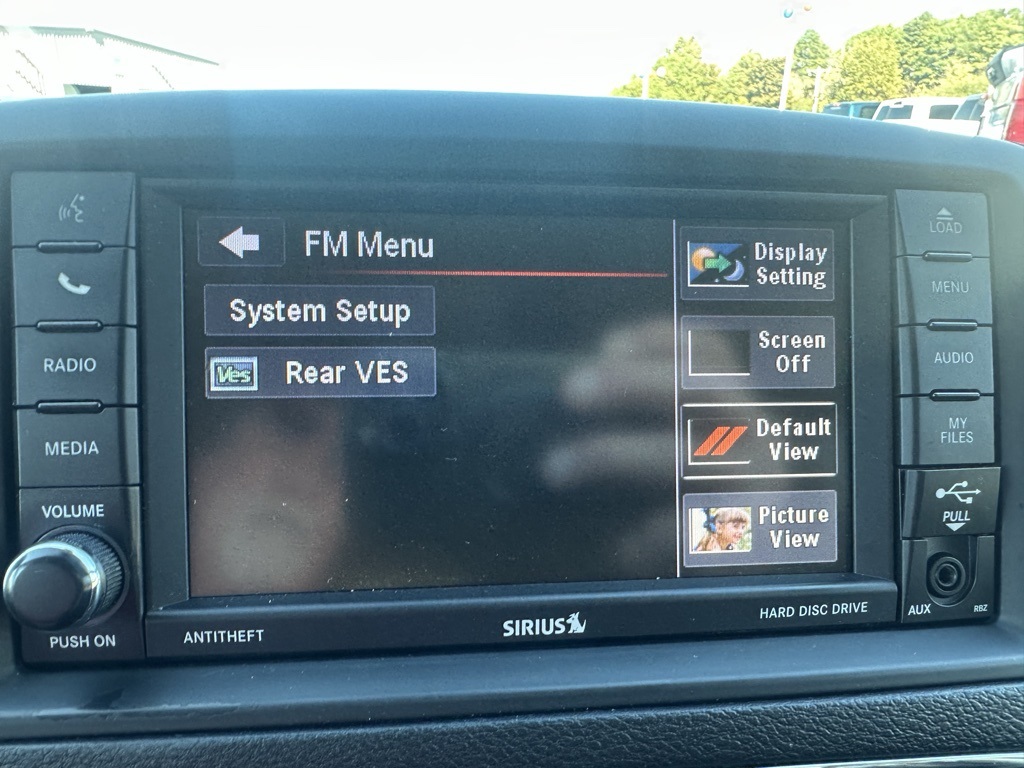 FM Menu
System Setup
Ves
Rear VES
Display
Setting
Screen
Off
Default
View
Picture
View
RADIO
MEDIA
VOLUME
PUSH ON
LOAD
MENU
AUDIO
MY
FILES
PULL
AUX
RBZ
ANTITHEFT
SIRIUS
HARD DISC DRIVE